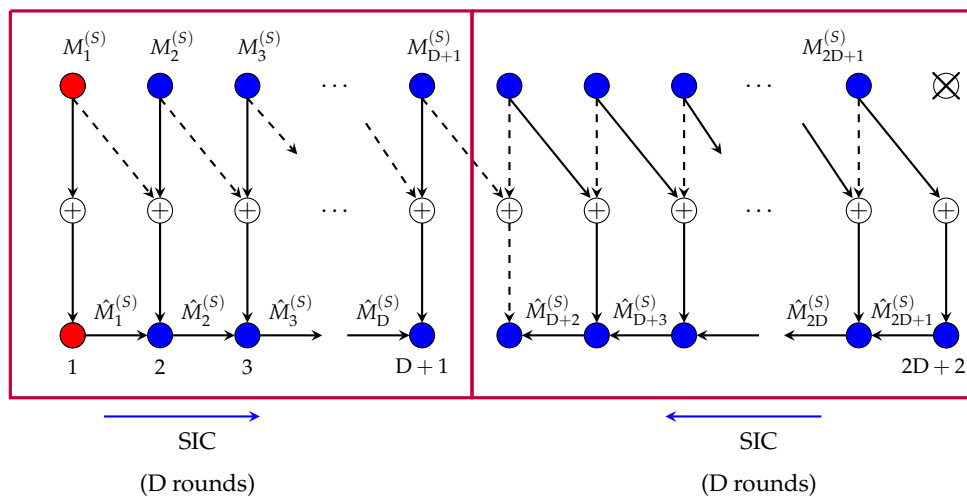 M_1^{(S)} M_2^{(S)} M_3^{(S)} M_{D+1}^{(S)} M_{2D+1}^{(S)}
··· ···
+ + + ··· + + + + ··· + +
\hat{M}_1^{(S)} \hat{M}_2^{(S)} \hat{M}_3^{(S)} \hat{M}_D^{(S)} \hat{M}_{D+2}^{(S)} \hat{M}_{D+3}^{(S)} \hat{M}_{2D}^{(S)} \hat{M}_{2D+1}^{(S)}
1 2 3 D + 1 2D + 2
SIC SIC
(D rounds) (D rounds)